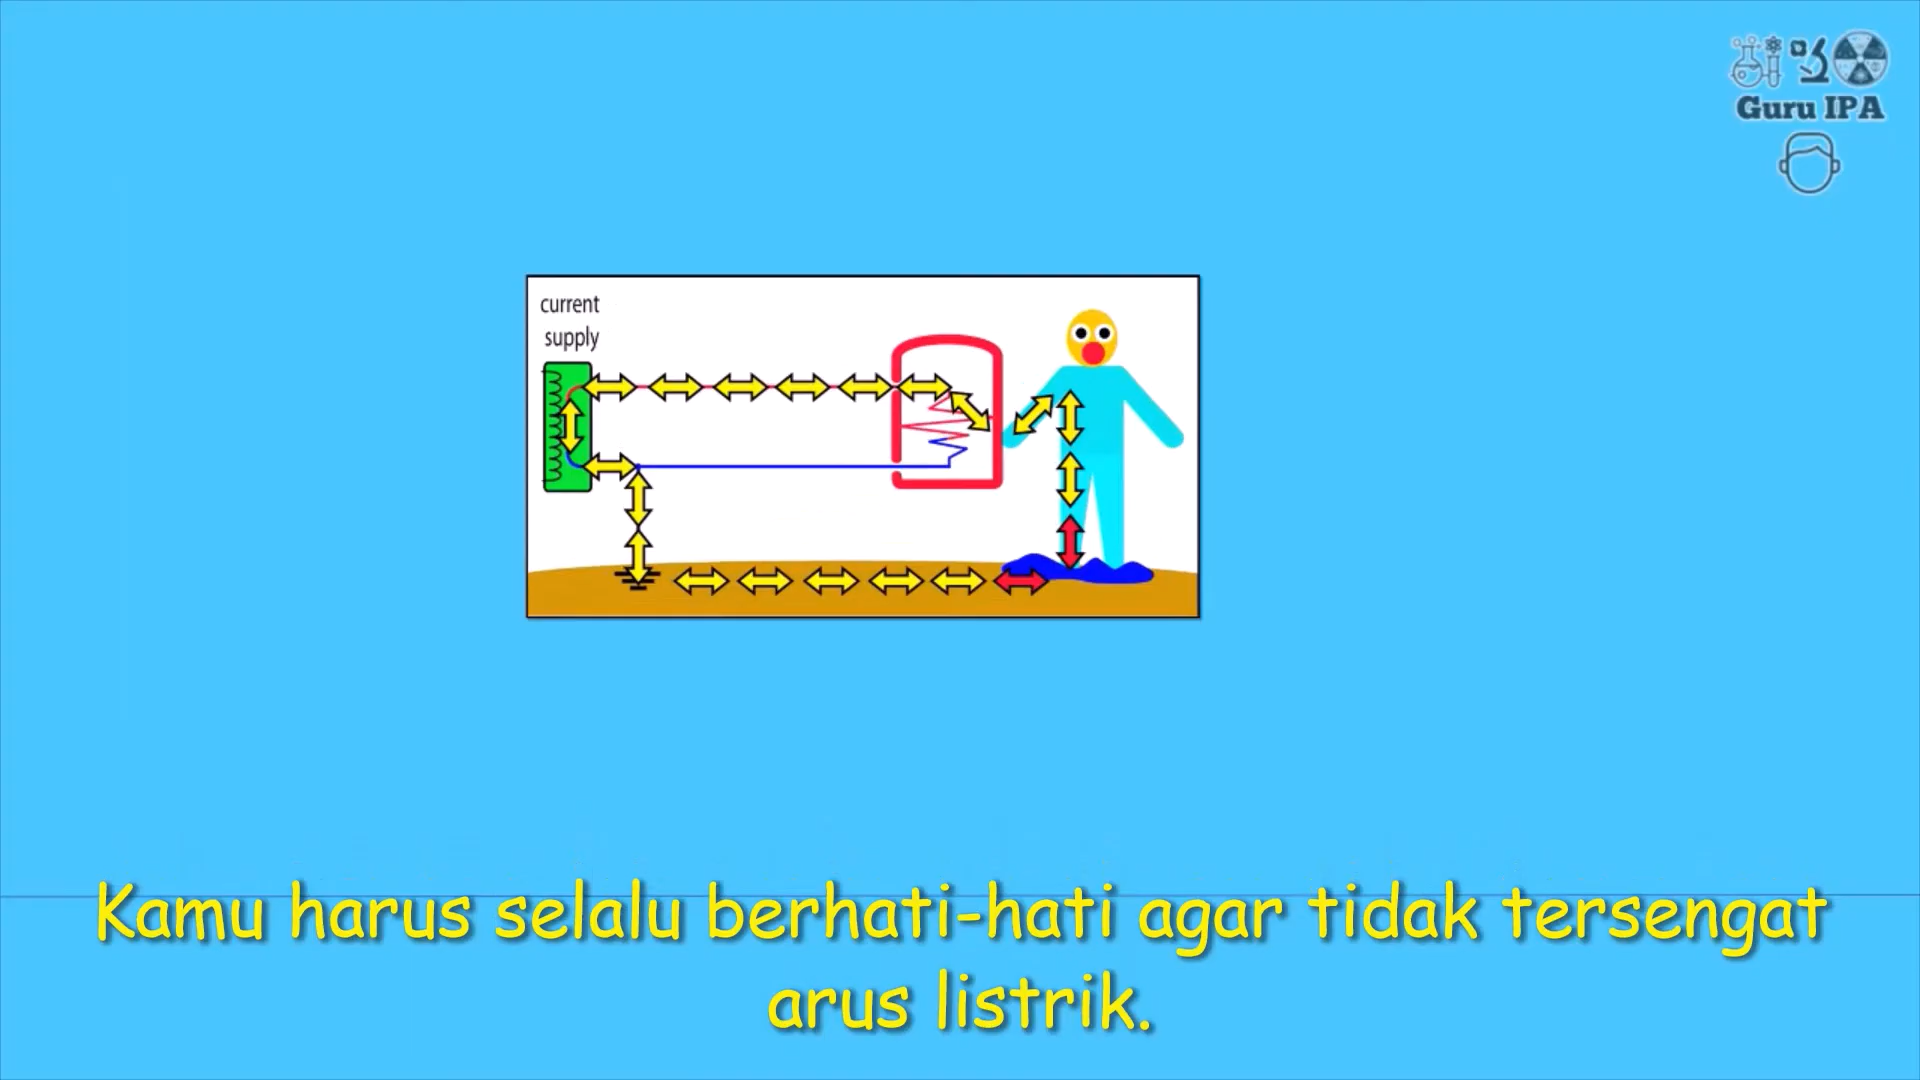 Guru IPA
current
supply
Kamu harus selalu berhati-hati agar tidak tersengat
arus listrik.